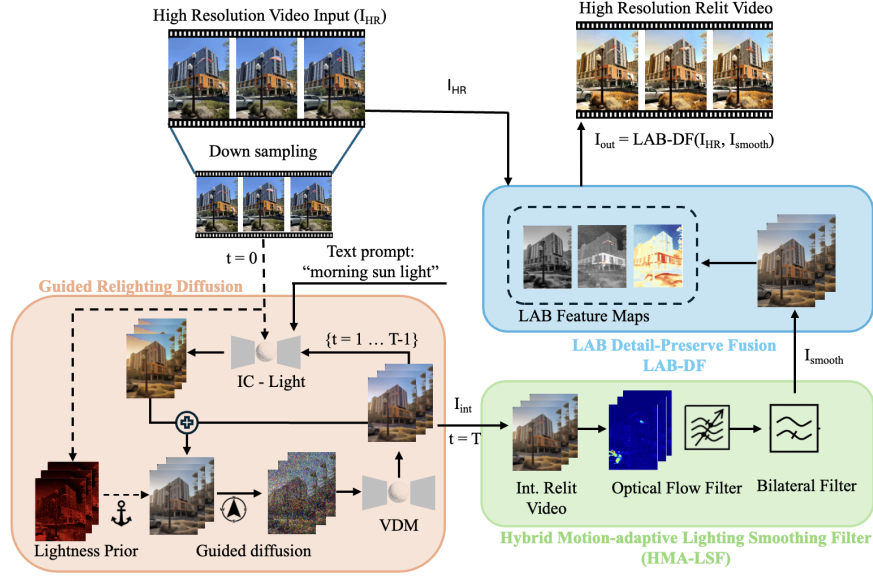 High Resolution Video Input (I_HR)
High Resolution Relit Video
I_HR
Down sampling
I_out = LAB-DF(I_HR, I_smooth)
t = 0
Text prompt:
“morning sun light”
Guided Relighting Diffusion
LAB Feature Maps
LAB Detail-Preserve Fusion
LAB-DF
{t = 1 … T-1}
IC - Light
I_smooth
I_int
t = T
VDM
Lightness Prior
Guided diffusion
Int. Relit
Video
Optical Flow Filter
Bilateral Filter
Hybrid Motion-adaptive Lighting Smoothing Filter
(HMA-LSF)